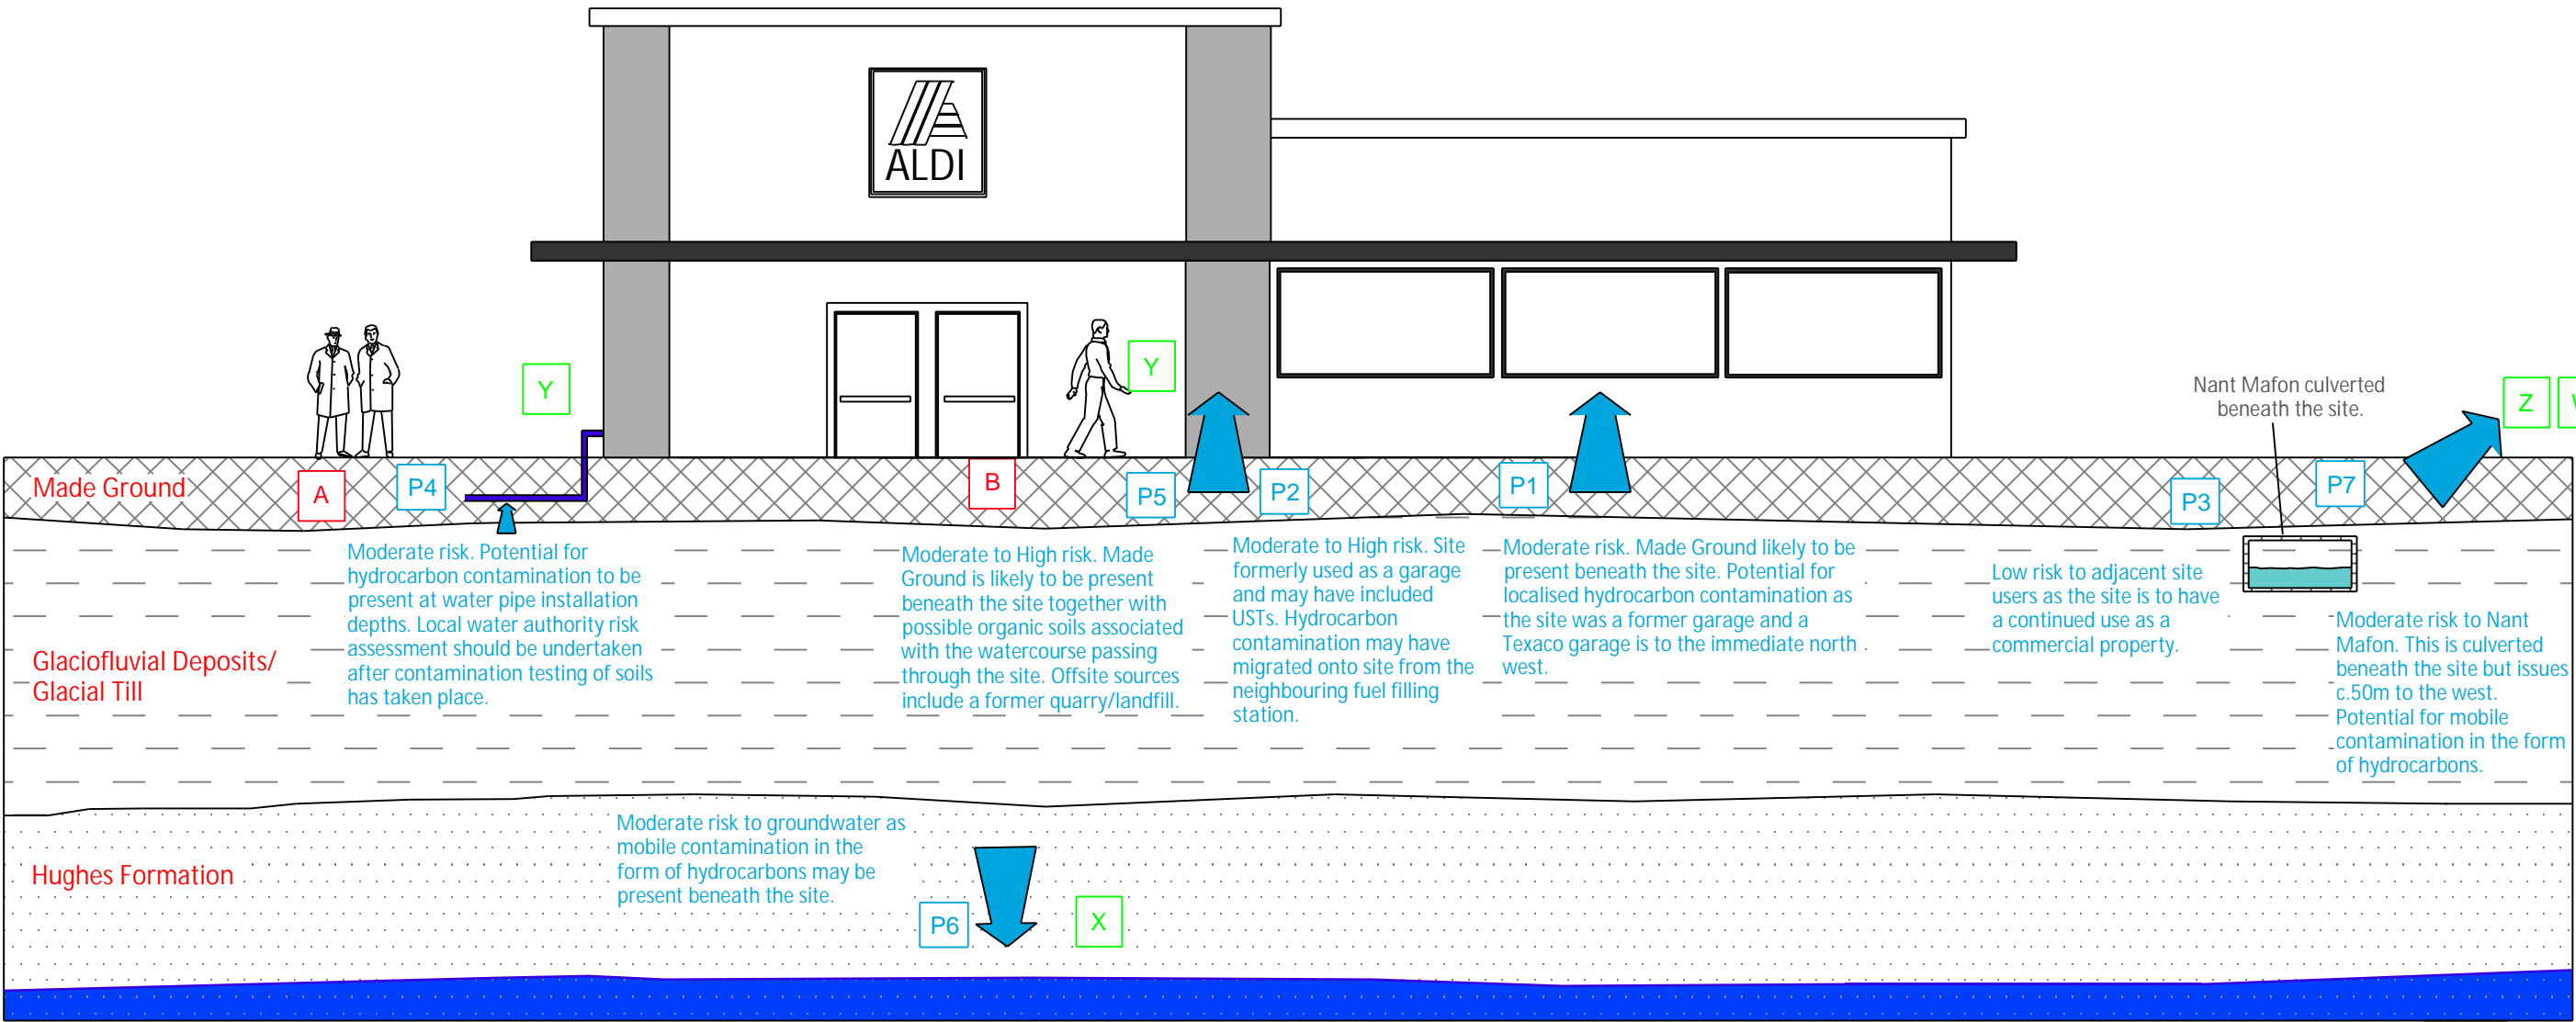 ALDI
Y
Y
Nant Mafon culverted
beneath the site.
Z
Made Ground
A
P4
B
P5
P2
P1
P3
P7
Moderate risk. Potential for
hydrocarbon contamination to be
present at water pipe installation
depths. Local water authority risk
assessment should be undertaken
after contamination testing of soils
has taken place.
Moderate to High risk. Made
Ground is likely to be present
beneath the site together with
possible organic soils associated
with the watercourse passing
through the site. Offsite sources
include a former quarry/landfill.
Moderate to High risk. Site
formerly used as a garage
and may have included
USTs. Hydrocarbon
contamination may have
migrated onto site from the
neighbouring fuel filling
station.
Moderate risk. Made Ground likely to be
present beneath the site. Potential for
localised hydrocarbon contamination as
the site was a former garage and a
Texaco garage is to the immediate north
west.
Low risk to adjacent site
users as the site is to have
a continued use as a
commercial property.
Moderate risk to Nant
Mafon. This is culverted
beneath the site but issues
c.50m to the west.
Potential for mobile
contamination in the form
of hydrocarbons.
Glaciofluvial Deposits/
Glacial Till
Moderate risk to groundwater as
mobile contamination in the
form of hydrocarbons may be
present beneath the site.
Hughes Formation
P6
X